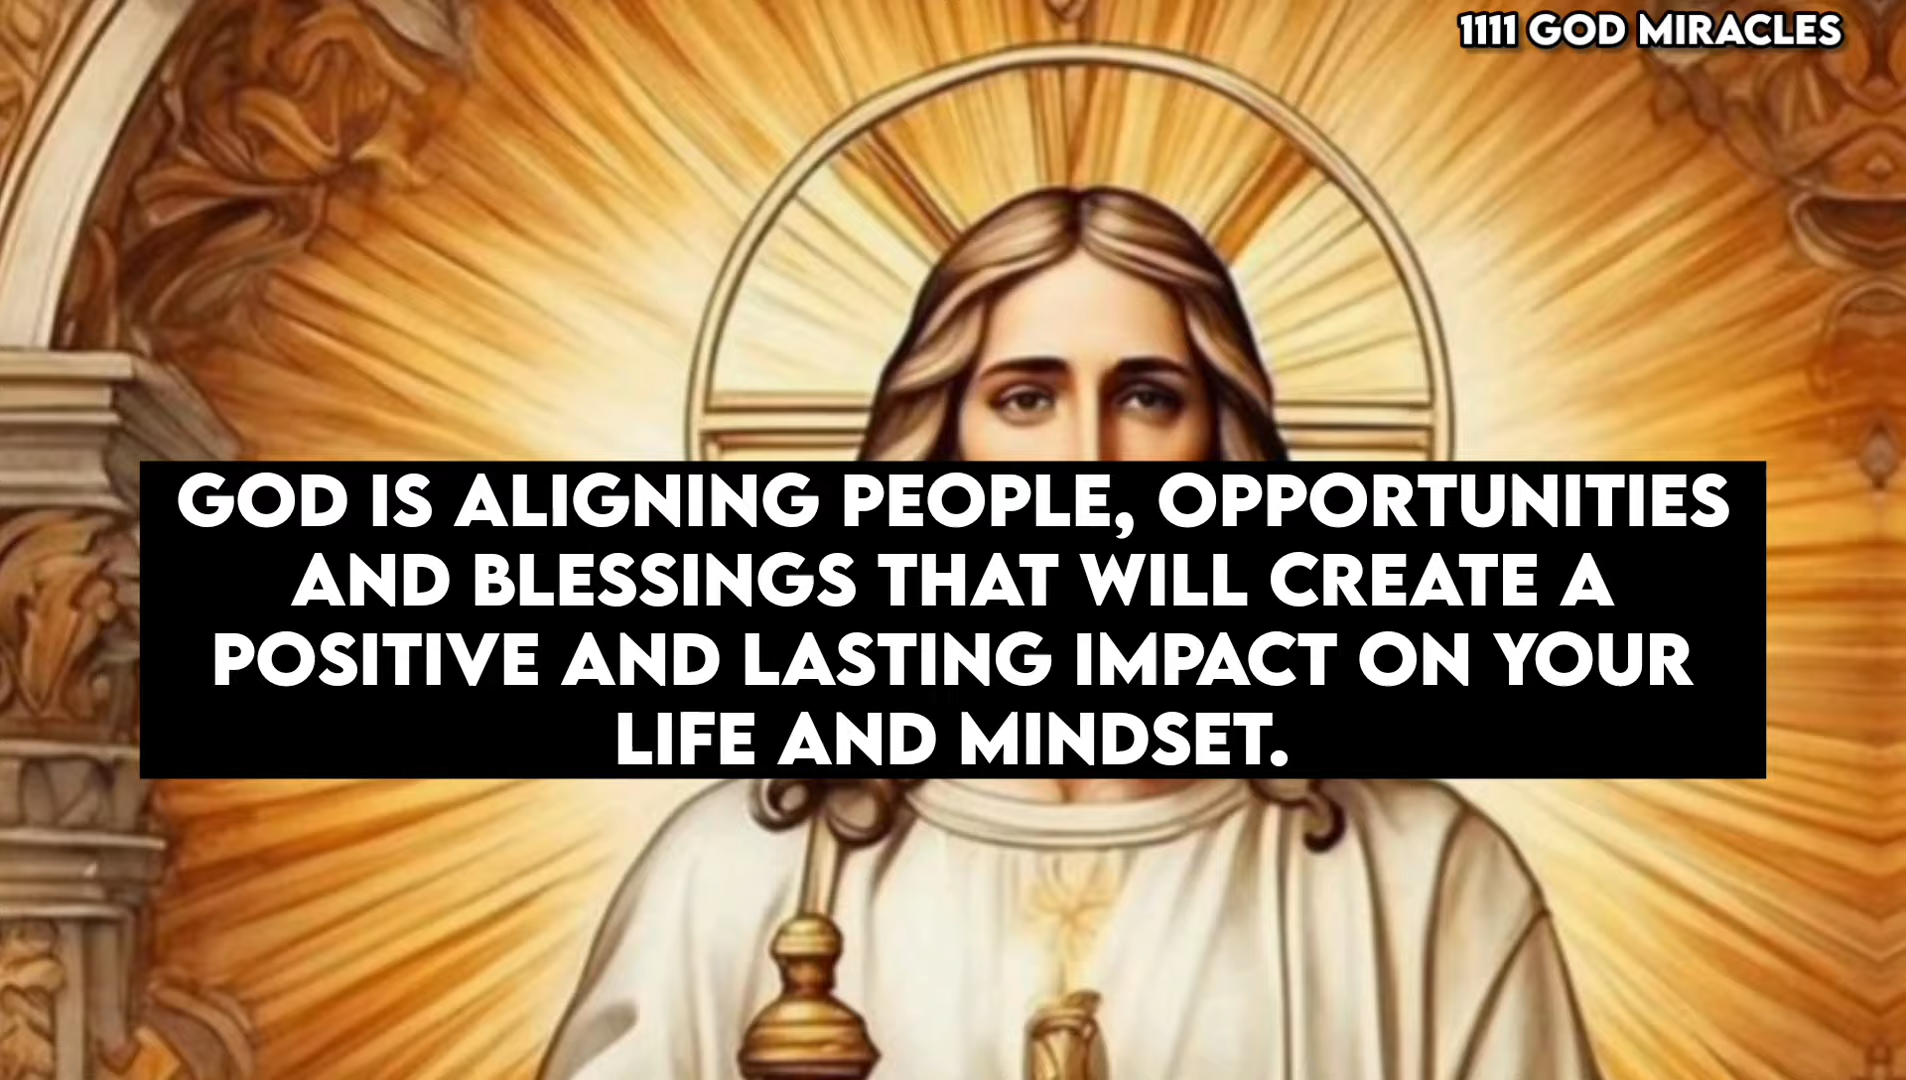 1111 GOD MIRACLES
GOD IS ALIGNING PEOPLE, OPPORTUNITIES
AND BLESSINGS THAT WILL CREATE A
POSITIVE AND LASTING IMPACT ON YOUR
LIFE AND MINDSET.